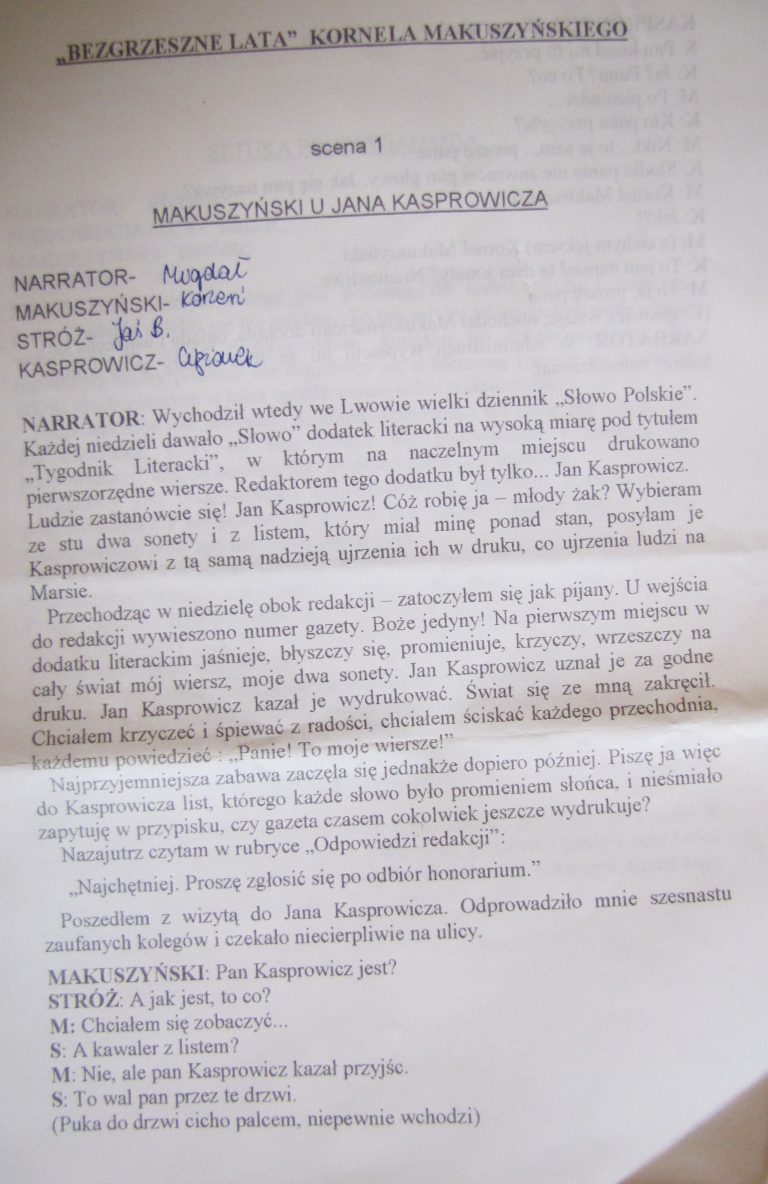 „BEZGRZESZNE LATA” KORNELA MAKUSZYŃSKIEGO
scena 1
MAKUSZYŃSKI U JANA KASPROWICZA
NARRATOR- Mugdał
MAKUSZYŃSKI- Korzeń
STRÓŻ- Jaś B.
KASPROWICZ-
NARRATOR: Wychodził wtedy we Lwowie wielki dziennik „Słowo Polskie”.
Każdej niedzieli dawało „Słowo” dodatek literacki na wysoką miarę pod tytułem
„Tygodnik Literacki”, w którym na naczelnym miejscu drukowano
pierwszorzędne wiersze. Redaktorem tego dodatku był tylko... Jan Kasprowicz.
Ludzie zastanówcie się! Jan Kasprowicz! Cóż robię ja – młody żak? Wybieram
ze stu dwa sonety i z listem, który miał minę ponad stan, posyłam je
Kasprowiczowi z tą samą nadzieją ujrzenia ich w druku, co ujrzenia ludzi na
Marsie.
Przechodząc w niedzielę obok redakcji – zatoczyłem się jak pijany. U wejścia
do redakcji wywieszono numer gazety. Boże jedyny! Na pierwszym miejscu w
dodatku literackim jaśnieje, błyszczy się, promieniuje, krzyczy, wrzeszczy na
cały świat mój wiersz, moje dwa sonety. Jan Kasprowicz uznał je za godne
druku. Jan Kasprowicz kazał je wydrukować. Świat się ze mną zakręcił.
Chciałem krzyczeć i śpiewać z radości, chciałem ściskać każdego przechodnia,
każdemu powiedzieć : „Panie! To moje wiersze!”
Najprzyjemniejsza zabawa zaczęła się jednakże dopiero później. Piszę ja więc
do Kasprowicza list, którego każde słowo było promieniem słońca, i nieśmiało
zapytuję w przypisku, czy gazeta czasem cokolwiek jeszcze wydrukuje?
Nazajutrz czytam w rubryce „Odpowiedzi redakcji”:
„Najchętniej. Proszę zgłosić się po odbiór honorarium.”
Poszedłem z wizytą do Jana Kasprowicza. Odprowadziło mnie szesnastu
zaufanych kolegów i czekało niecierpliwie na ulicy.
MAKUSZYŃSKI: Pan Kasprowicz jest?
STRÓŻ: A jak jest, to co?
M: Chciałem się zobaczyć...
S: A kawaler z listem?
M: Nie, ale pan Kasprowicz kazał przyjśc.
S: To wal pan przez te drzwi.
(Puka do drzwi cicho palcem, niepewnie wchodzi)